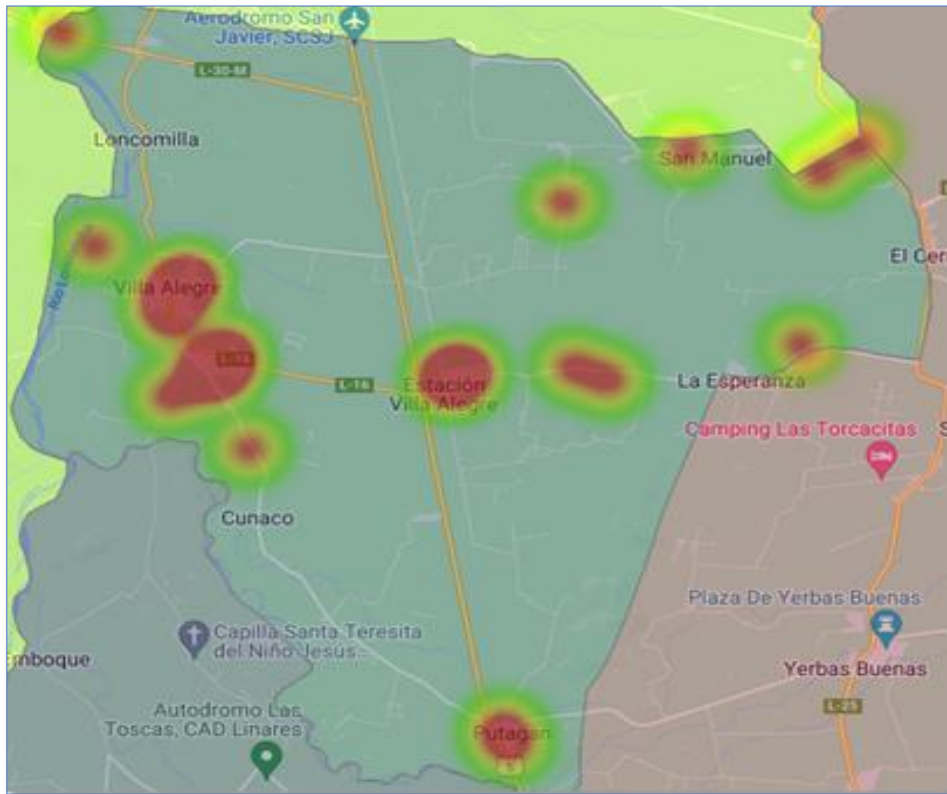 Aerodromo San
Javier, SCSJ
L-30-M
Loncomilla
San Manuel
El Cer
Villa Alegre
L-16
Estación
Villa Alegre
La Esperanza
Camping Las Torcacitas
Cunaco
Plaza De Yerbas Buenas
Capilla Santa Teresita
del Niño Jesús...
mboque
Yerbas Buenas
Autodromo Las
Toscas, CAD Linares
L-25
Putagan
5